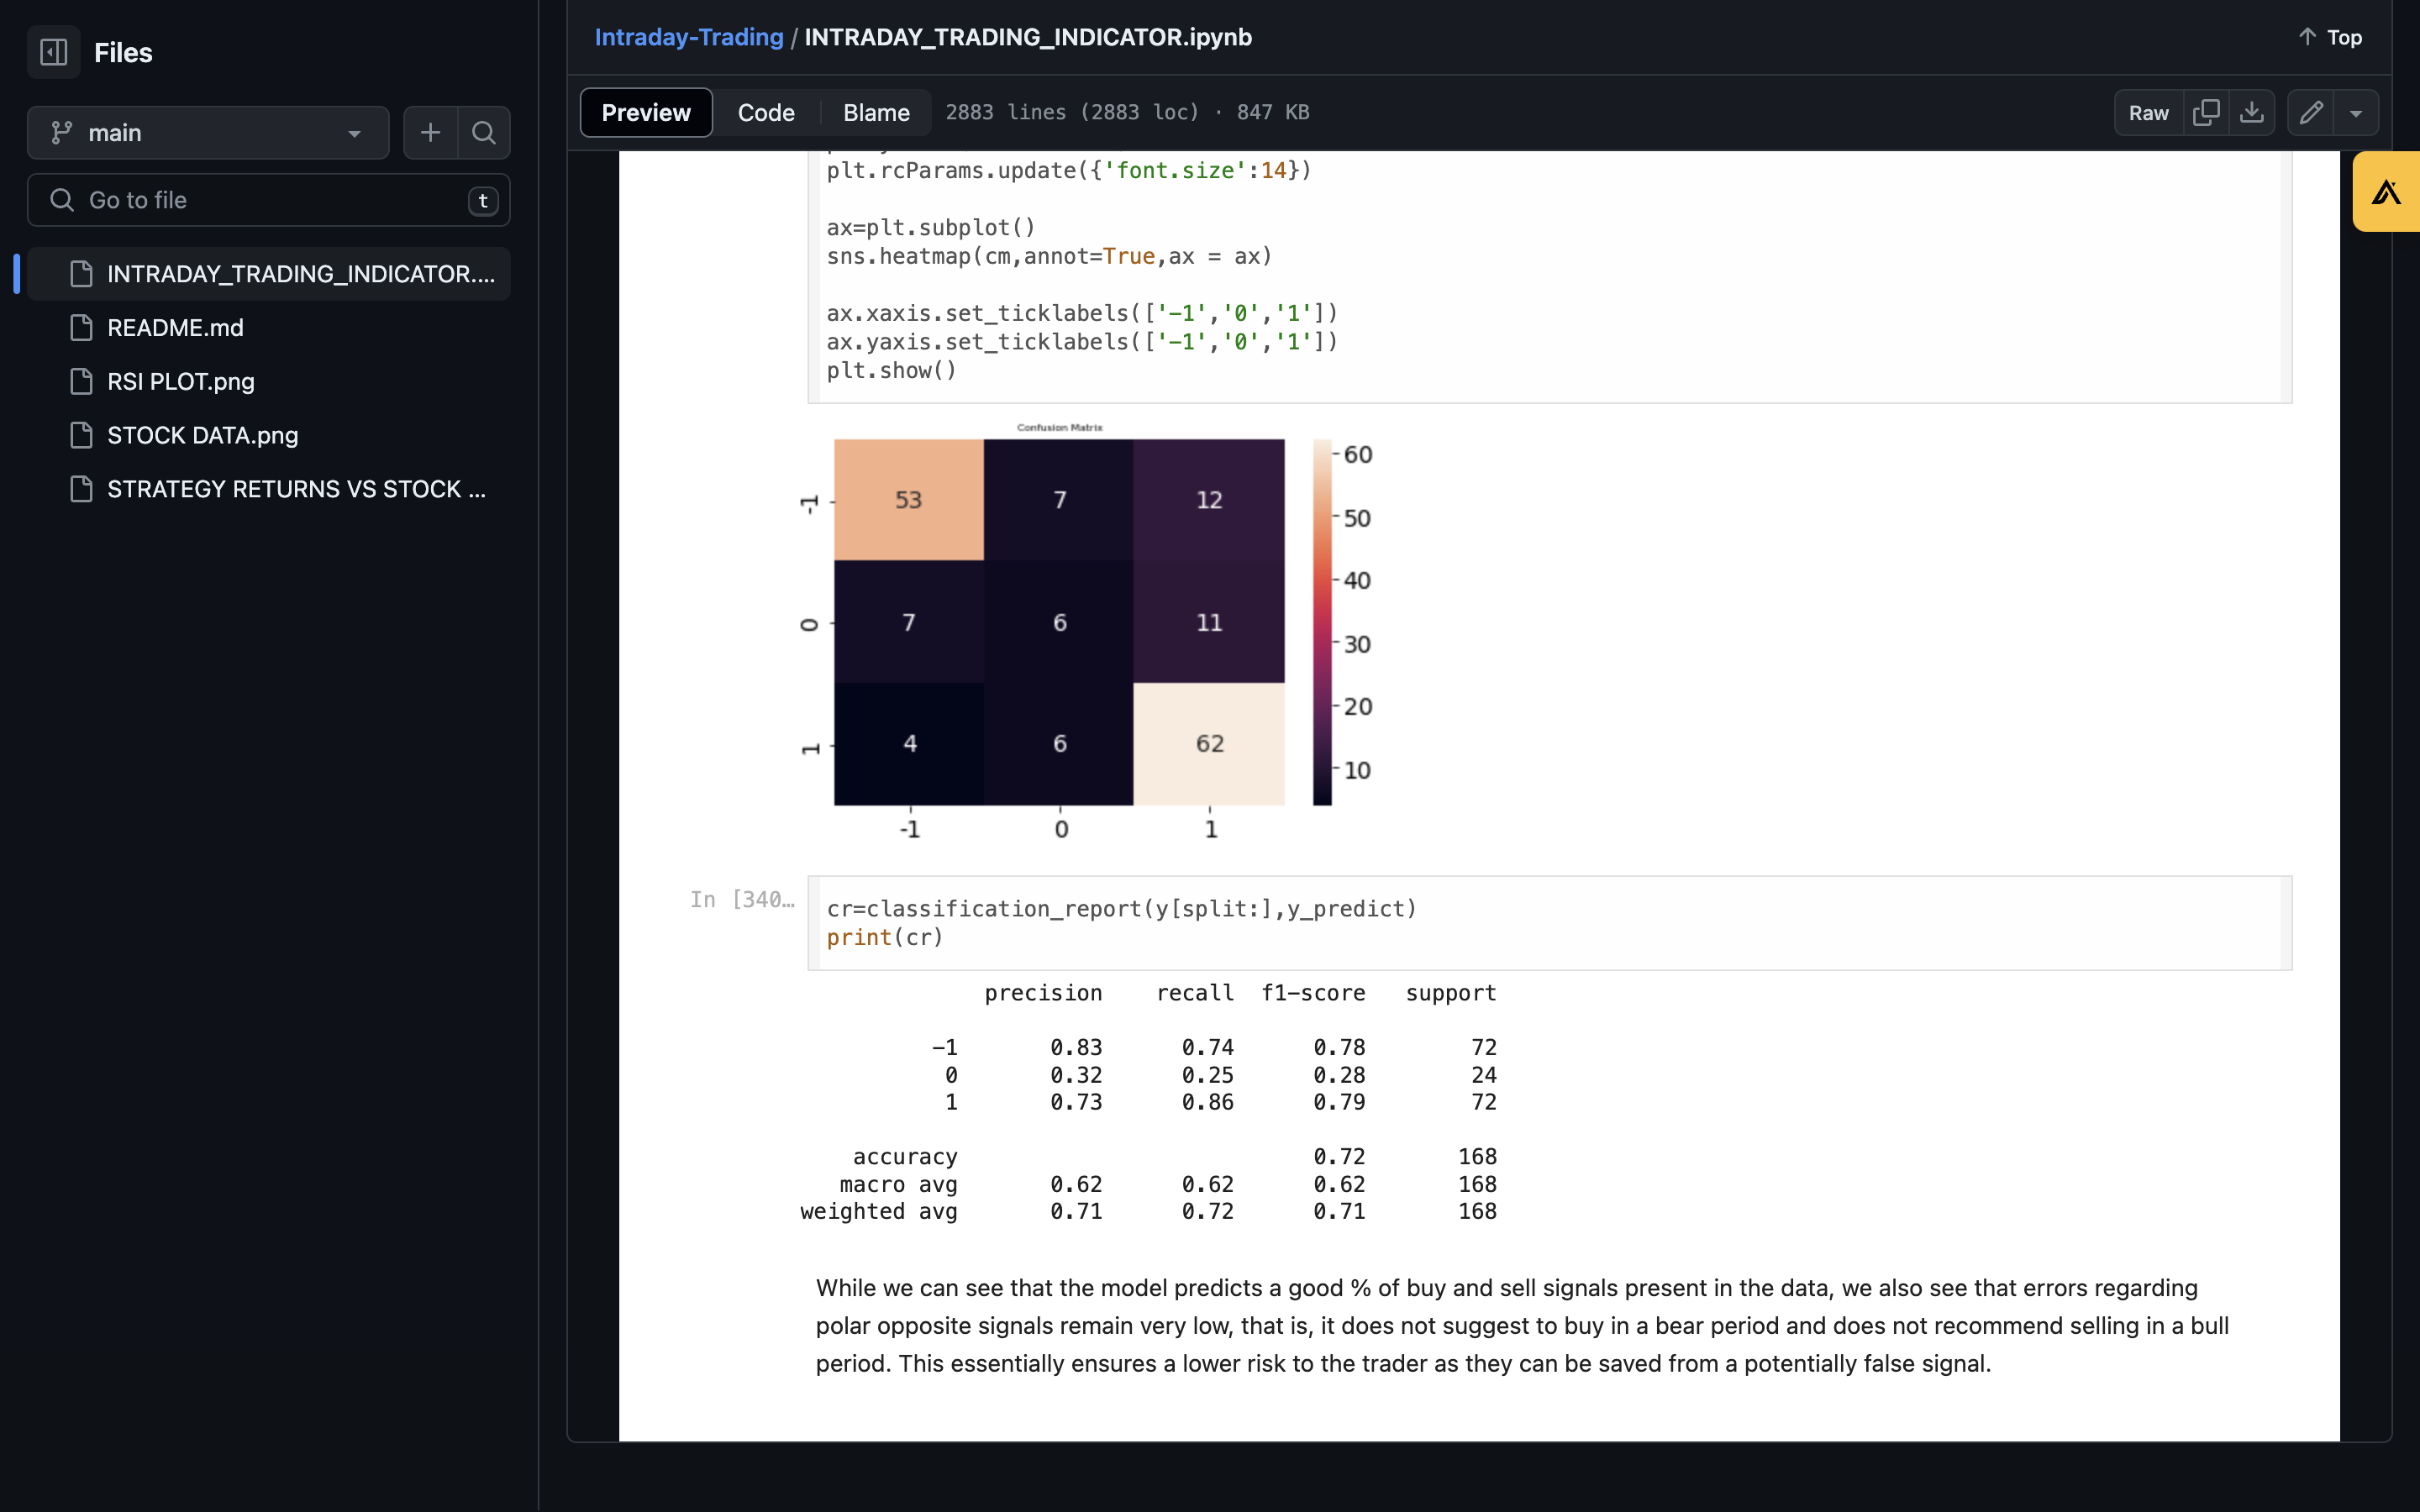 Files
main
Go to file
t
INTRADAY_TRADING_INDICATOR....
README.md
RSI PLOT.png
STOCK DATA.png
STRATEGY RETURNS VS STOCK ...
Intraday-Trading / INTRADAY_TRADING_INDICATOR.ipynb
Top
Preview Code Blame 2883 lines (2883 loc) · 847 KB
Raw
plt.rcParams.update({'font.size':14})
ax=plt.subplot()
sns.heatmap(cm,annot=True,ax = ax)
ax.xaxis.set_ticklabels(['-1','0','1'])
ax.yaxis.set_ticklabels(['-1','0','1'])
plt.show()
Confusion Matrix
-1 53 7 12
0 7 6 11
1 4 6 62
-1 0 1
60
50
40
30
20
10
In [340…
cr=classification_report(y[split:],y_predict)
print(cr)
precision recall f1-score support
-1 0.83 0.74 0.78 72
0 0.32 0.25 0.28 24
1 0.73 0.86 0.79 72
accuracy 0.72 168
macro avg 0.62 0.62 0.62 168
weighted avg 0.71 0.72 0.71 168
While we can see that the model predicts a good % of buy and sell signals present in the data, we also see that errors regarding
polar opposite signals remain very low, that is, it does not suggest to buy in a bear period and does not recommend selling in a bull
period. This essentially ensures a lower risk to the trader as they can be saved from a potentially false signal.